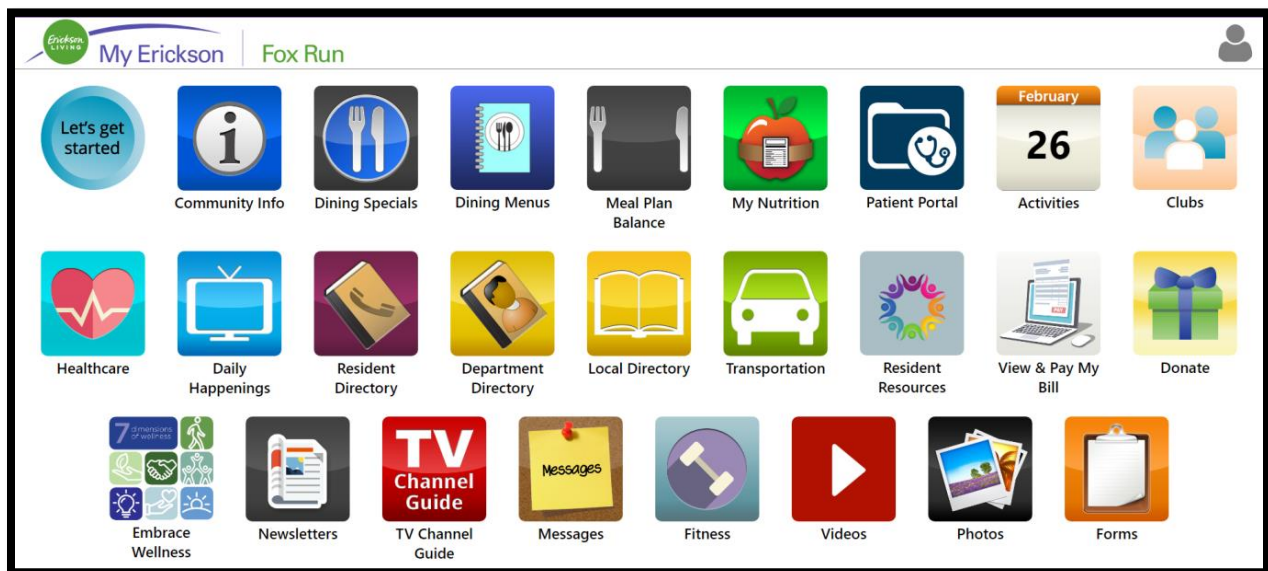 Erickson
LIVING
My Erickson
Fox Run
Let's get
started
Community Info
Dining Specials
Dining Menus
Meal Plan
Balance
My Nutrition
Patient Portal
February
26
Activities
Clubs
Healthcare
Daily
Happenings
Resident
Directory
Department
Directory
Local Directory
Transportation
Resident
Resources
View & Pay My
Bill
Donate
7 dimensions
of wellness
Embrace
Wellness
Newsletters
TV
Channel
Guide
TV Channel
Guide
Messages
Messages
Fitness
Videos
Photos
Forms